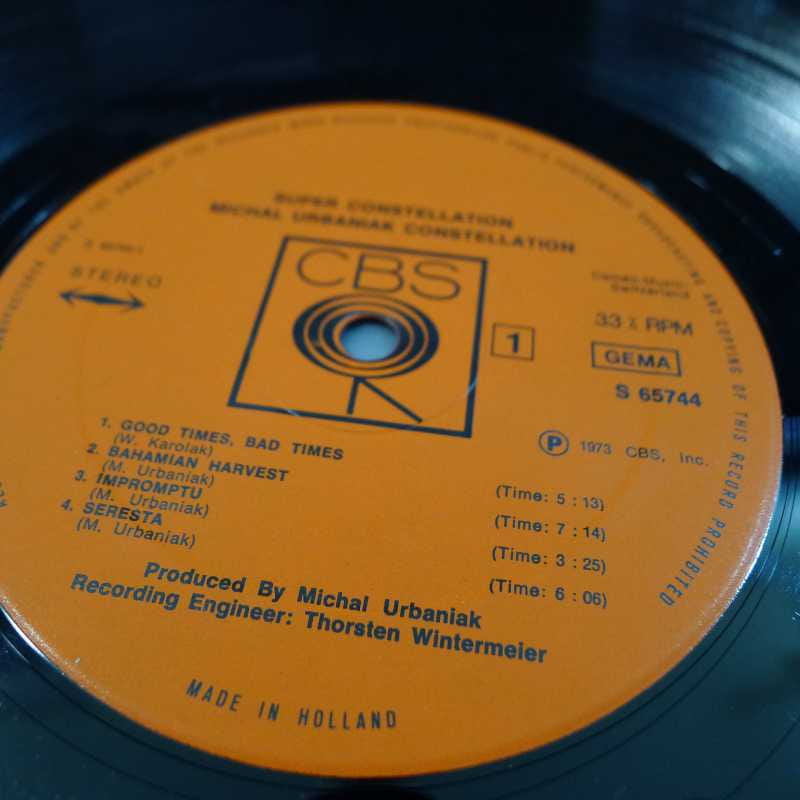 SUPER CONSTELLATION
MICHAL URBANIAK CONSTELLATION
STEREO
CBS
1
Switzerland
33 ⅓ RPM
GEMA
S 65744
℗ 1973 CBS, Inc.
1. GOOD TIMES, BAD TIMES
(W. Karolak)
(Time: 5 : 13)
2. BAHAMIAN HARVEST
(M. Urbaniak)
(Time: 7 : 14)
3. IMPROMPTU
(M. Urbaniak)
(Time: 3 : 25)
4. SERESTA
(M. Urbaniak)
(Time: 6 : 06)
Produced By Michal Urbaniak
Recording Engineer: Thorsten Wintermeier
MADE IN HOLLAND
BROADCASTING AND COPYING OF THIS RECORD PROHIBITED